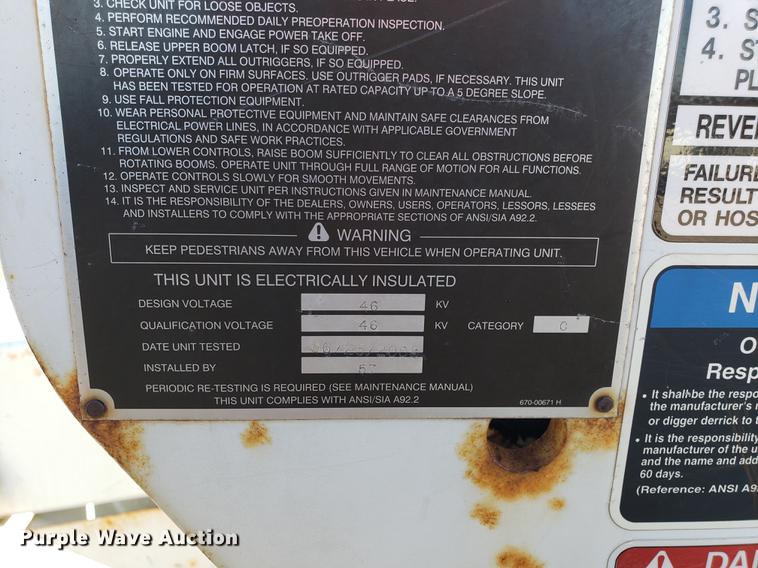 3. CHECK UNIT FOR LOOSE OBJECTS.
4. PERFORM RECOMMENDED DAILY PREOPERATION INSPECTION.
5. START ENGINE AND ENGAGE POWER TAKE OFF.
6. RELEASE UPPER BOOM LATCH, IF SO EQUIPPED.
7. PROPERLY EXTEND ALL OUTRIGGERS, IF SO EQUIPPED.
8. OPERATE ONLY ON FIRM SURFACES. USE OUTRIGGER PADS, IF NECESSARY. THIS UNIT
HAS BEEN TESTED FOR OPERATION AT RATED CAPACITY UP TO A 5 DEGREE SLOPE.
9. USE FALL PROTECTION EQUIPMENT.
10. WEAR PERSONAL PROTECTIVE EQUIPMENT AND MAINTAIN SAFE CLEARANCES FROM
ELECTRICAL POWER LINES, IN ACCORDANCE WITH APPLICABLE GOVERNMENT
REGULATIONS AND SAFE WORK PRACTICES.
11. FROM LOWER CONTROLS, RAISE BOOM SUFFICIENTLY TO CLEAR ALL OBSTRUCTIONS BEFORE
ROTATING BOOMS. OPERATE UNIT THROUGH FULL RANGE OF MOTION FOR ALL FUNCTIONS.
12. OPERATE CONTROLS SLOWLY FOR SMOOTH MOVEMENTS.
13. INSPECT AND SERVICE UNIT PER INSTRUCTIONS GIVEN IN MAINTENANCE MANUAL.
14. IT IS THE RESPONSIBILITY OF THE DEALERS, OWNERS, USERS, OPERATORS, LESSORS, LESSEES
AND INSTALLERS TO COMPLY WITH THE APPROPRIATE SECTIONS OF ANSI/SIA A92.2.
WARNING
KEEP PEDESTRIANS AWAY FROM THIS VEHICLE WHEN OPERATING UNIT.
THIS UNIT IS ELECTRICALLY INSULATED
DESIGN VOLTAGE 46 KV
QUALIFICATION VOLTAGE 46 KV CATEGORY C
DATE UNIT TESTED
INSTALLED BY 57
PERIODIC RE-TESTING IS REQUIRED (SEE MAINTENANCE MANUAL)
THIS UNIT COMPLIES WITH ANSI/SIA A92.2
670-00671 H
3. S
4. ST
PL
REVE
FAILURE
RESULT
OR HOS
N
O
Resp
• It shall be the respo
the manufacturer's r
or digger derrick to t
• It is the responsibility
manufacturer of the u
and the name and add
60 days.
(Reference: ANSI A9
DA
Purple Wave Auction